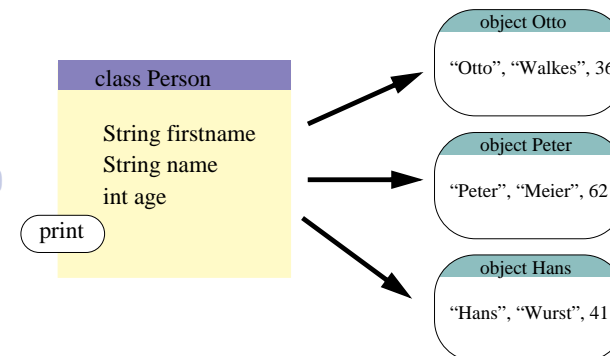 class Person
String firstname
String name
int age
print
object Otto
“Otto”, “Walkes”, 36
object Peter
“Peter”, “Meier”, 62
object Hans
“Hans”, “Wurst”, 41